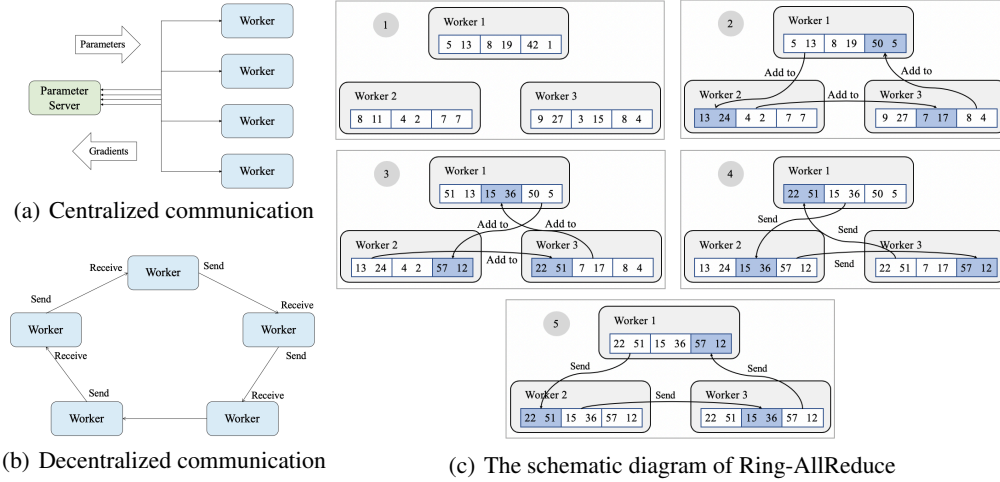 Parameters
Parameter
Server
Gradients
Worker
Worker
Worker
Worker
(a) Centralized communication
Worker
Receive
Send
Send
Receive
Worker
Worker
Receive
Send
Send
Receive
Worker
Worker
(b) Decentralized communication
1
Worker 1
5 13 8 19 42 1
Worker 2
8 11 4 2 7 7
Worker 3
9 27 3 15 8 4
2
Worker 1
5 13 8 19 50 5
Add to
Add to
Add to
Worker 2
13 24 4 2 7 7
Worker 3
9 27 7 17 8 4
3
Worker 1
51 13 15 36 50 5
Add to
Add to
Add to
Worker 2
13 24 4 2 57 12
Worker 3
22 51 7 17 8 4
4
Worker 1
22 51 15 36 50 5
Send
Send
Send
Worker 2
13 24 15 36 57 12
Worker 3
22 51 7 17 57 12
5
Worker 1
22 51 15 36 57 12
Send
Send
Send
Worker 2
22 51 15 36 57 12
Worker 3
22 51 15 36 57 12
(c) The schematic diagram of Ring-AllReduce